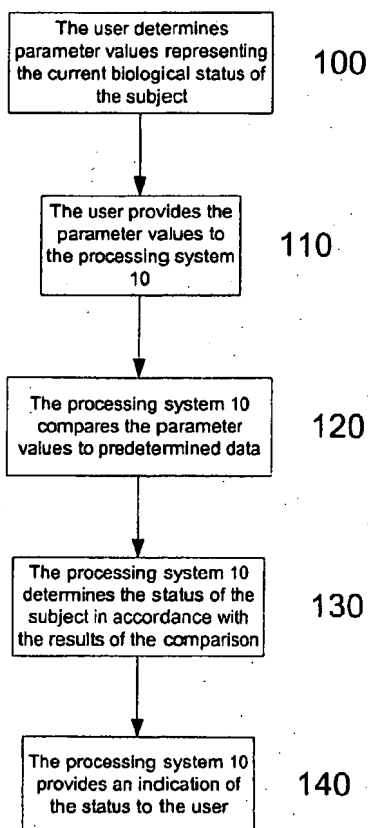 The user determines
parameter values representing
the current biological status of
the subject
100
The user provides the
parameter values to
the processing system
10
110
The processing system 10
compares the parameter
values to predetermined data
120
The processing system 10
determines the status of the
subject in accordance with
the results of the comparison
130
The processing system 10
provides an indication of
the status to the user
140